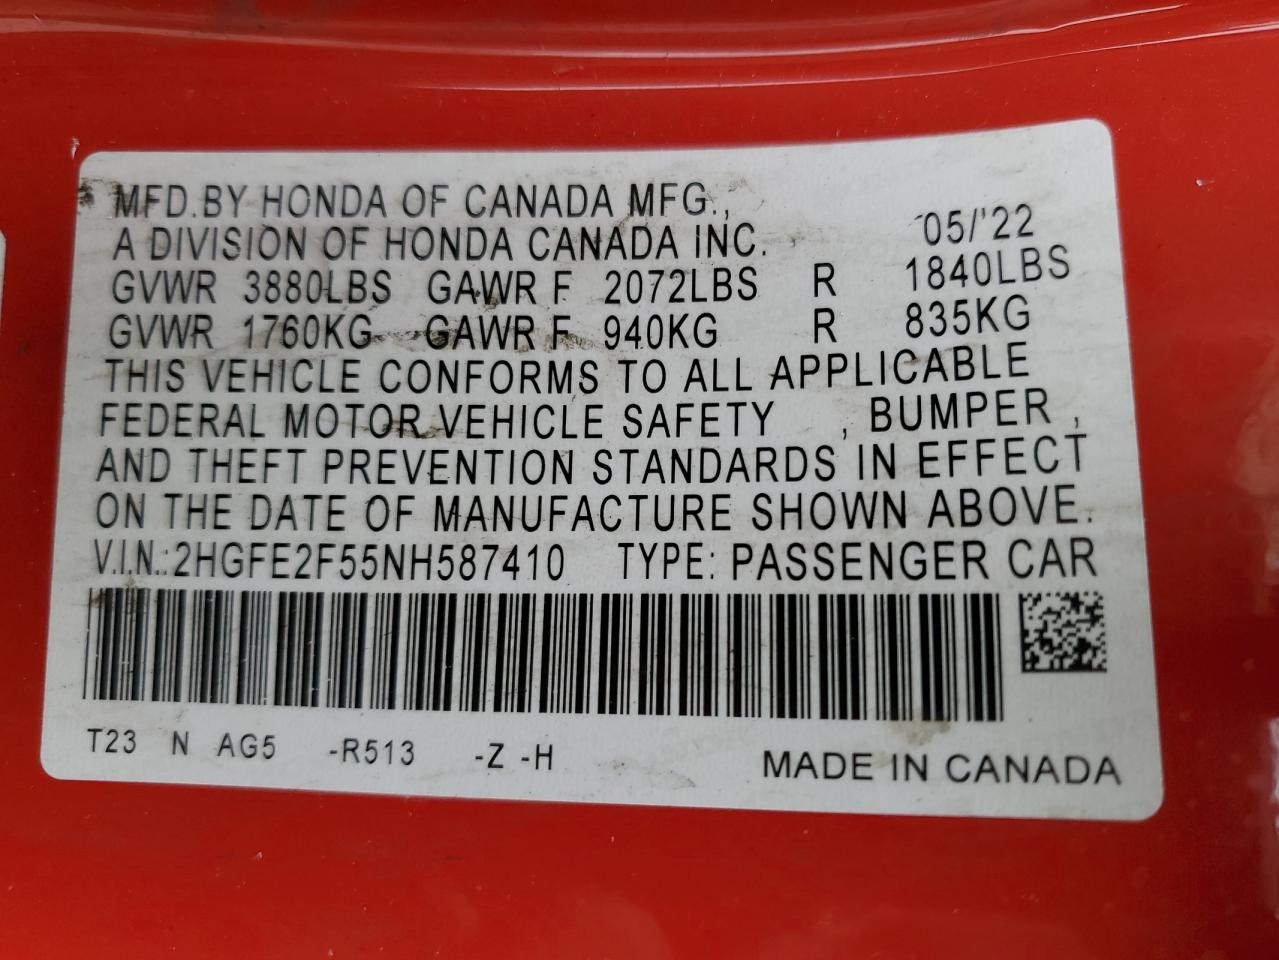 MFD. BY HONDA OF CANADA MFG.,
A DIVISION OF HONDA CANADA INC. 05/'22
GVWR 3880LBS GAWR F 2072LBS R 1840LBS
GVWR 1760KG GAWR F 940KG R 835KG
THIS VEHICLE CONFORMS TO ALL APPLICABLE
FEDERAL MOTOR VEHICLE SAFETY , BUMPER ,
AND THEFT PREVENTION STANDARDS IN EFFECT
ON THE DATE OF MANUFACTURE SHOWN ABOVE.
V.I.N.: 2HGFE2F55NH587410 TYPE: PASSENGER CAR
T23 N AG5 -R513 -Z -H
MADE IN CANADA